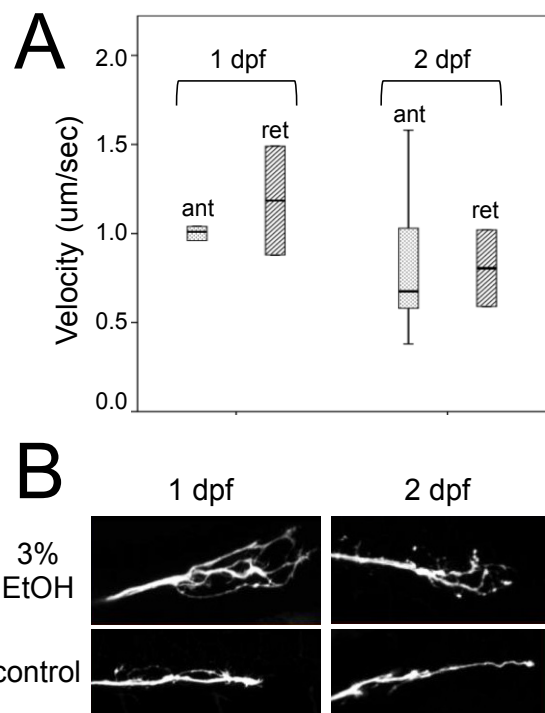 A
Velocity (um/sec)
2.0
1.5
1.0
0.5
0.0
1 dpf
2 dpf
ant
ret
ant
ret
B
1 dpf
2 dpf
3%
EtOH
control